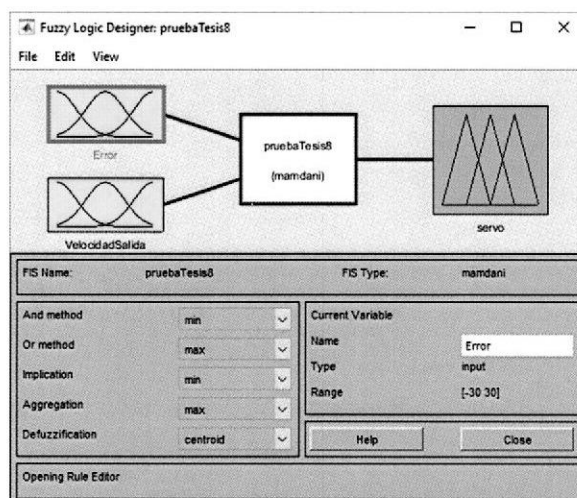 Fuzzy Logic Designer: pruebaTesis8
File Edit View
Error
pruebaTesis8
(mamdani)
VelocidadSalida
servo
FIS Name: pruebaTesis8 FIS Type: mamdani
And method min
Or method max
Implication min
Aggregation max
Defuzzification centroid
Current Variable
Name Error
Type input
Range [-30 30]
Help Close
Opening Rule Editor